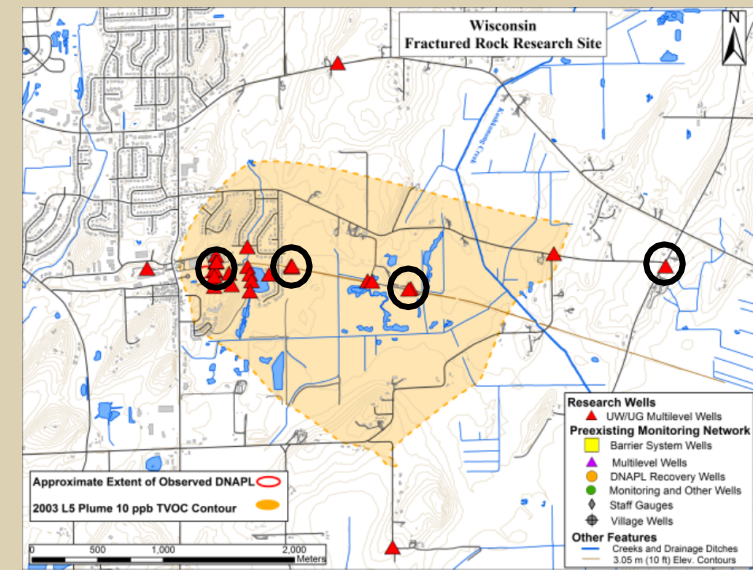 Wisconsin
Fractured Rock Research Site
N
Koshkonong Creek
Research Wells
UW/UG Multilevel Wells
Preexisting Monitoring Network
Barrier System Wells
Multilevel Wells
DNAPL Recovery Wells
Monitoring and Other Wells
Staff Gauges
Village Wells
Other Features
Creeks and Drainage Ditches
3.05 m (10 ft) Elev. Contours
Approximate Extent of Observed DNAPL
2003 L5 Plume 10 ppb TVOC Contour
0 500 1,000 2,000
Meters